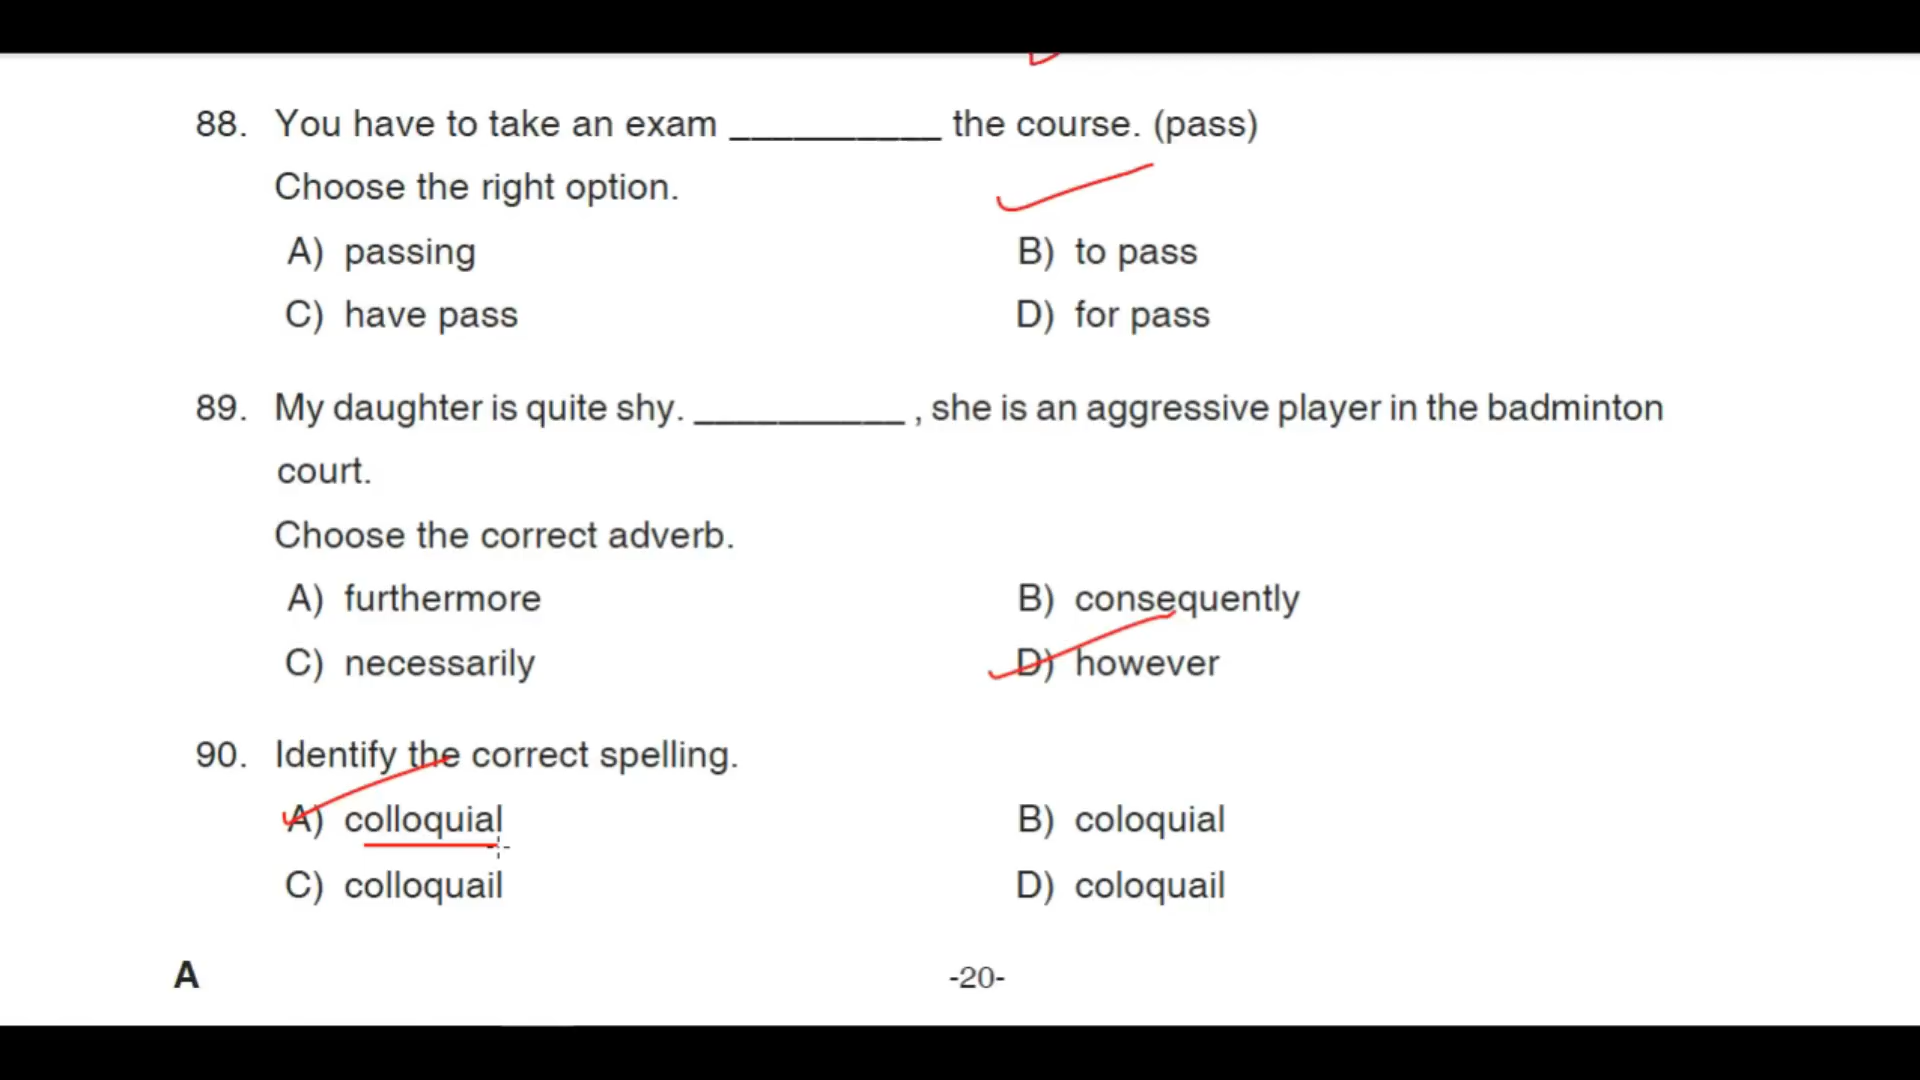 88. You have to take an exam __________ the course. (pass)
Choose the right option.
A) passing B) to pass
C) have pass D) for pass
89. My daughter is quite shy. __________ , she is an aggressive player in the badminton
court.
Choose the correct adverb.
A) furthermore B) consequently
C) necessarily D) however
90. Identify the correct spelling.
A) colloquial B) coloquial
C) colloquail D) coloquail
A -20-